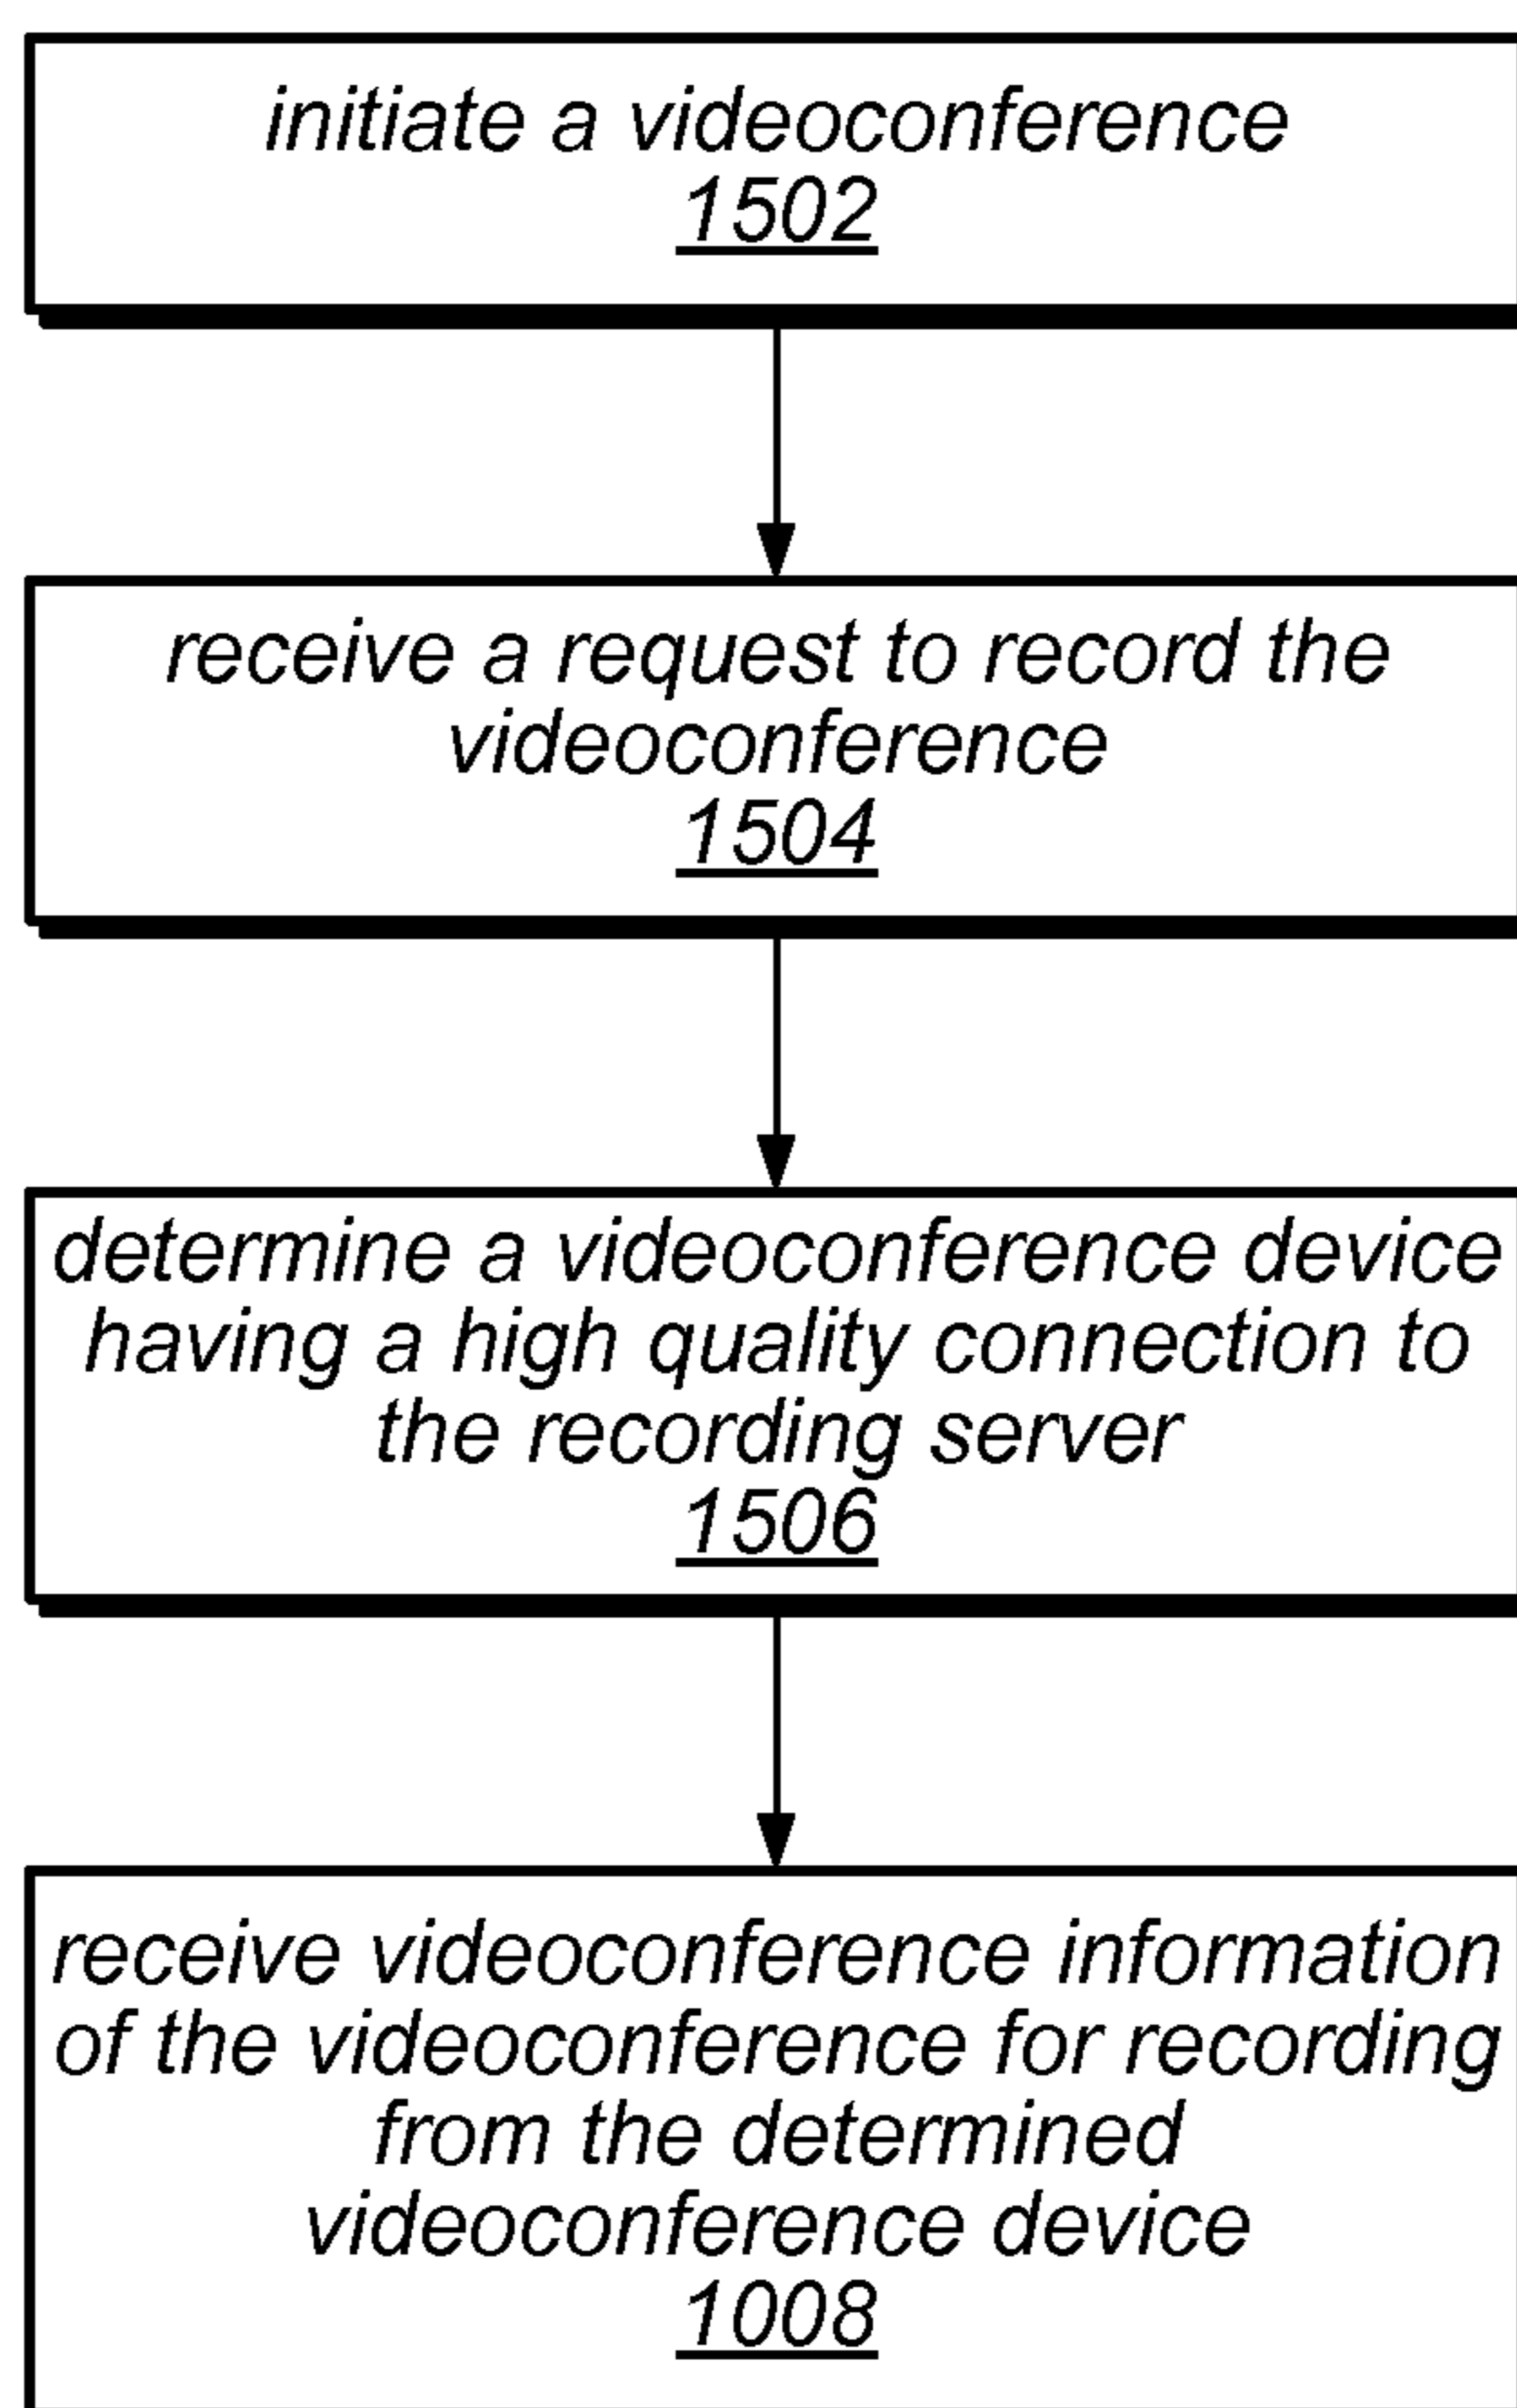 initiate a videoconference
1502
receive a request to record the
videoconference
1504
determine a videoconference device
having a high quality connection to
the recording server
1506
receive videoconference information
of the videoconference for recording
from the determined
videoconference device
1008